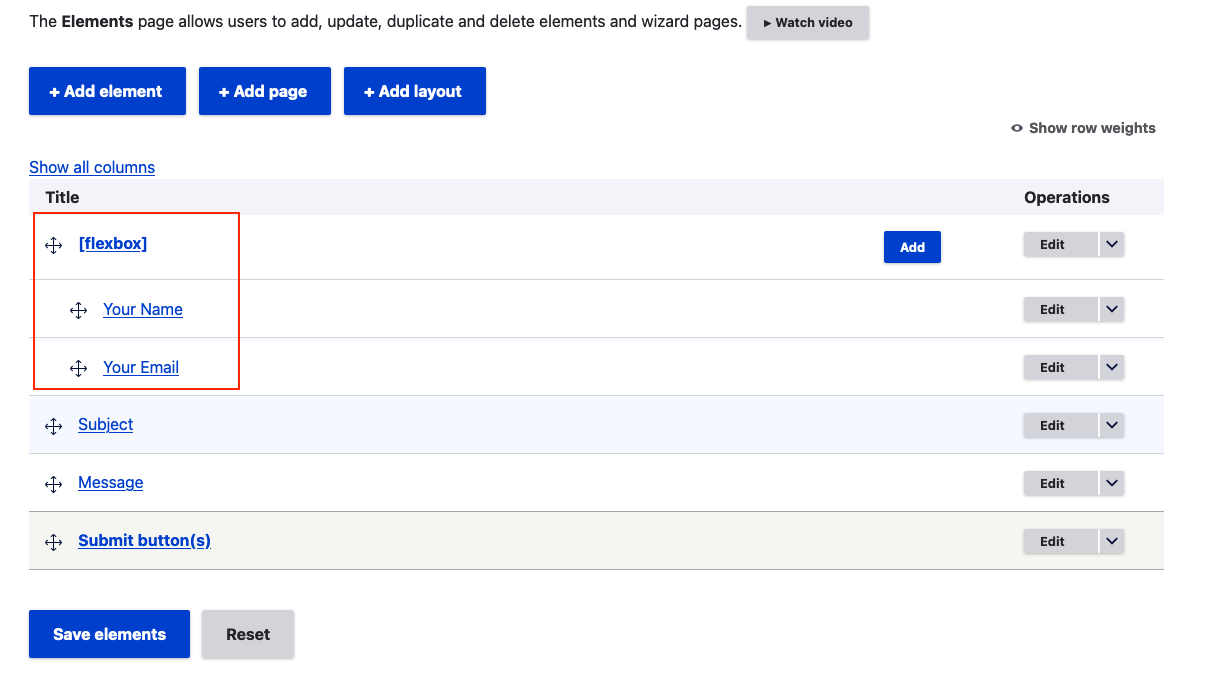 The Elements page allows users to add, update, duplicate and delete elements and wizard pages. ▸ Watch video
+ Add element + Add page + Add layout
Show row weights
Show all columns
Title Operations
[flexbox] Add Edit
Your Name Edit
Your Email Edit
Subject Edit
Message Edit
Submit button(s) Edit
Save elements Reset